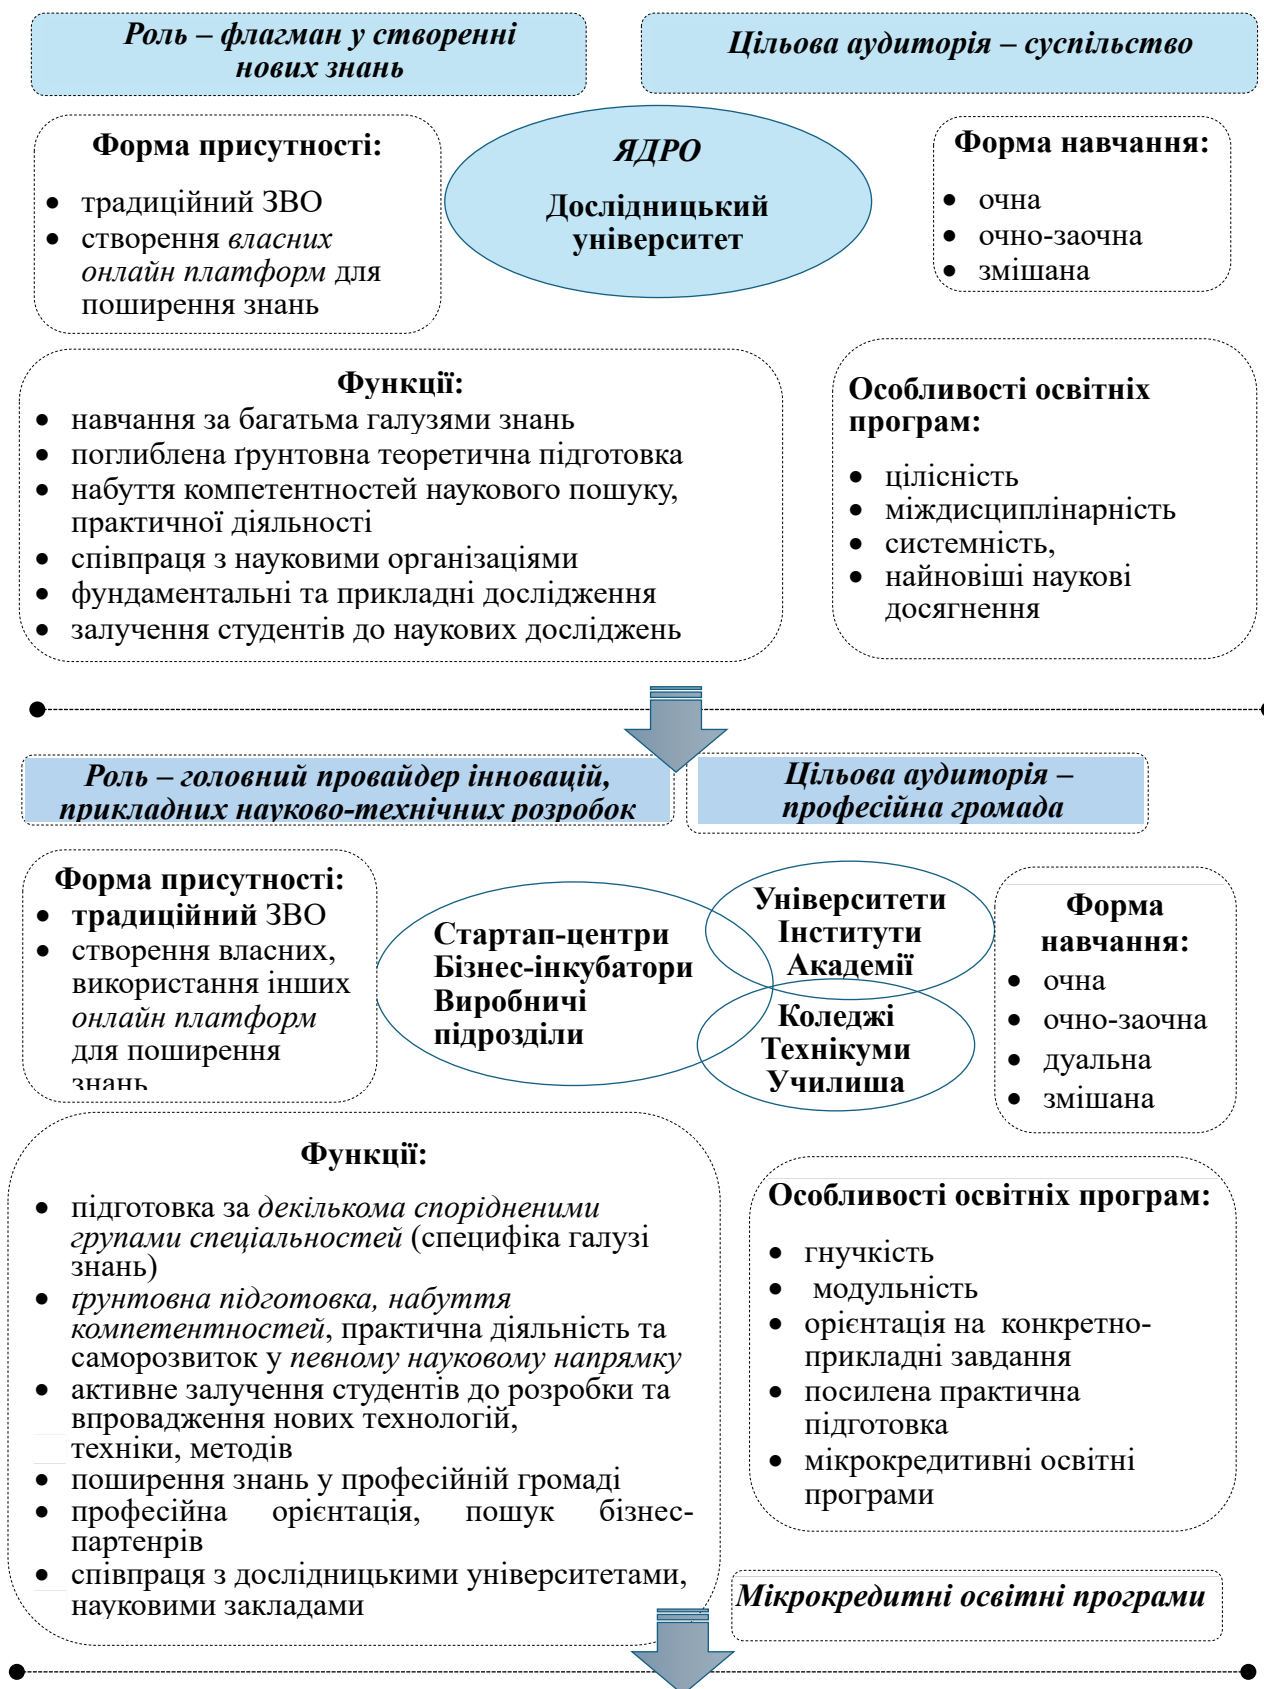 Роль – флагман у створенні
нових знань
Цільова аудиторія – суспільство
Форма присутності:
• традиційний ЗВО
• створення власних
онлайн платформ для
поширення знань
ЯДРО
Дослідницький
університет
Форма навчання:
• очна
• очно-заочна
• змішана
Функції:
• навчання за багатьма галузями знань
• поглиблена ґрунтовна теоретична підготовка
• набуття компетентностей наукового пошуку,
практичної діяльності
• співпраця з науковими організаціями
• фундаментальні та прикладні дослідження
• залучення студентів до наукових досліджень
Особливості освітніх
програм:
• цілісність
• міждисциплінарність
• системність,
• найновіші наукові
досягнення
Роль – головний провайдер інновацій,
прикладних науково-технічних розробок
Цільова аудиторія –
професійна громада
Форма присутності:
• традиційний ЗВО
• створення власних,
використання інших
онлайн платформ
для поширення
знань
Стартап-центри
Бізнес-інкубатори
Виробничі
підрозділи
Університети
Інститути
Академії
Коледжі
Технікуми
Училиша
Форма
навчання:
• очна
• очно-заочна
• дуальна
• змішана
Функції:
• підготовка за декількома спорідненими
групами спеціальностей (специфіка галузі
знань)
• ґрунтовна підготовка, набуття
компетентностей, практична діяльність та
саморозвиток у певному науковому напрямку
• активне залучення студентів до розробки та
впровадження нових технологій,
техніки, методів
• поширення знань у професійній громаді
• професійна орієнтація, пошук бізнес-
партенрів
• співпраця з дослідницькими університетами,
науковими закладами
Особливості освітніх програм:
• гнучкість
• модульність
• орієнтація на конкретно-
прикладні завдання
• посилена практична
підготовка
• мікрокредитивні освітні
програми
Мікрокредитні освітні програми